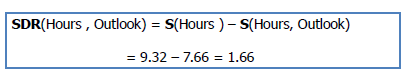 SDR(Hours , Outlook) = S(Hours ) – S(Hours, Outlook)
= 9.32 – 7.66 = 1.66